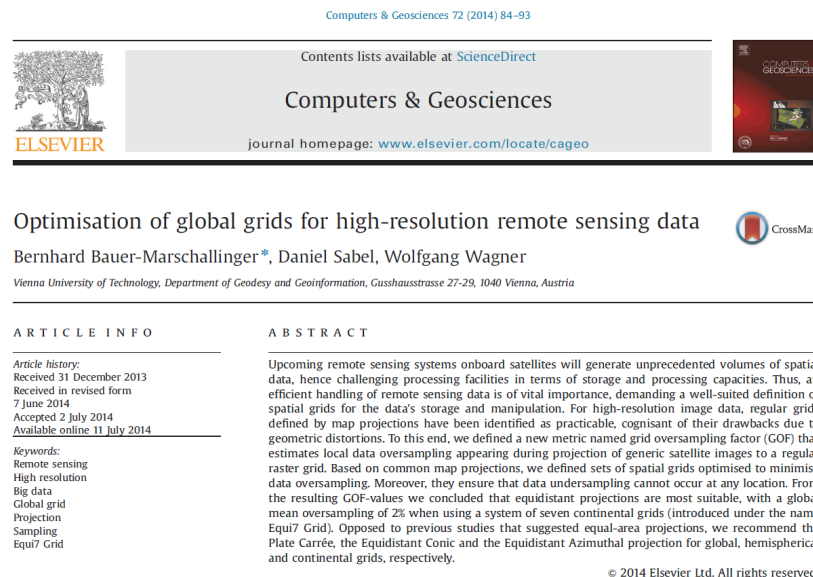 Computers & Geosciences 72 (2014) 84–93
Contents lists available at ScienceDirect
Computers & Geosciences
journal homepage: www.elsevier.com/locate/cageo
ELSEVIER
COMPUTERS
GEOSCIENCES
Optimisation of global grids for high-resolution remote sensing data
CrossMa
Bernhard Bauer-Marschallinger*, Daniel Sabel, Wolfgang Wagner
Vienna University of Technology, Department of Geodesy and Geoinformation, Gusshausstrasse 27-29, 1040 Vienna, Austria
ARTICLE INFO
Article history:
Received 31 December 2013
Received in revised form
7 June 2014
Accepted 2 July 2014
Available online 11 July 2014
Keywords:
Remote sensing
High resolution
Big data
Global grid
Projection
Sampling
Equi7 Grid
ABSTRACT
Upcoming remote sensing systems onboard satellites will generate unprecedented volumes of spatia
data, hence challenging processing facilities in terms of storage and processing capacities. Thus, a
efficient handling of remote sensing data is of vital importance, demanding a well-suited definition o
spatial grids for the data's storage and manipulation. For high-resolution image data, regular grid
defined by map projections have been identified as practicable, cognisant of their drawbacks due t
geometric distortions. To this end, we defined a new metric named grid oversampling factor (GOF) tha
estimates local data oversampling appearing during projection of generic satellite images to a regula
raster grid. Based on common map projections, we defined sets of spatial grids optimised to minimis
data oversampling. Moreover, they ensure that data undersampling cannot occur at any location. Fro
the resulting GOF-values we concluded that equidistant projections are most suitable, with a globa
mean oversampling of 2% when using a system of seven continental grids (introduced under the nam
Equi7 Grid). Opposed to previous studies that suggested equal-area projections, we recommend th
Plate Carrée, the Equidistant Conic and the Equidistant Azimuthal projection for global, hemispherica
and continental grids, respectively.
© 2014 Elsevier Ltd. All rights reserved